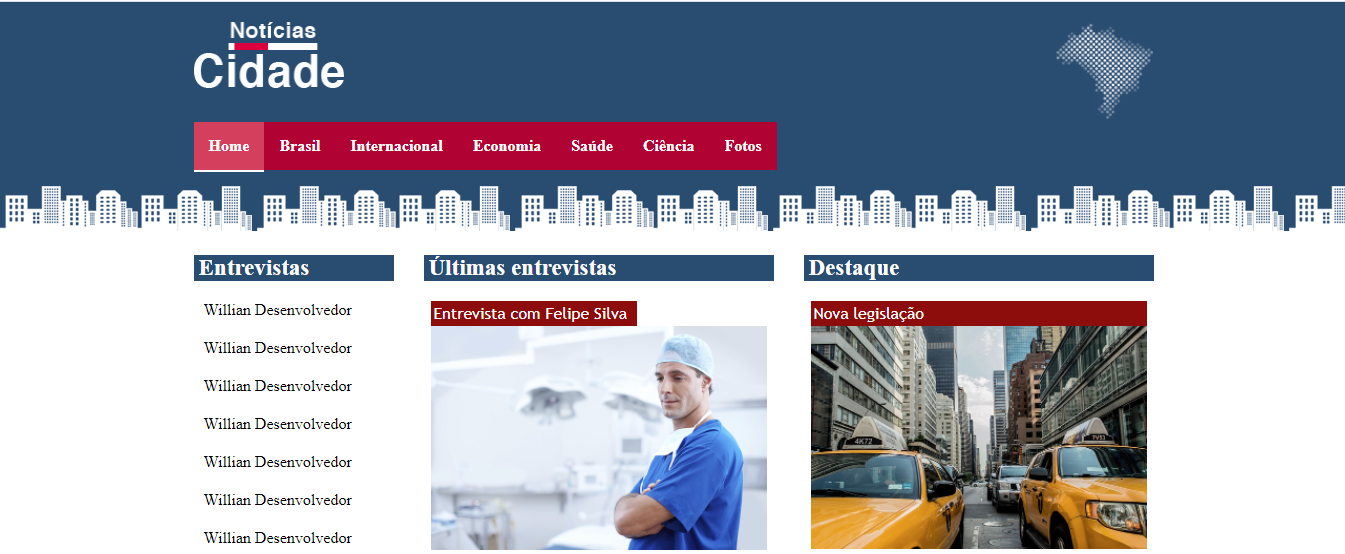 Notícias
Cidade
Home Brasil Internacional Economia Saúde Ciência Fotos
Entrevistas
Willian Desenvolvedor
Willian Desenvolvedor
Willian Desenvolvedor
Willian Desenvolvedor
Willian Desenvolvedor
Willian Desenvolvedor
Willian Desenvolvedor
Últimas entrevistas
Entrevista com Felipe Silva
Destaque
Nova legislação
4K72
TV53